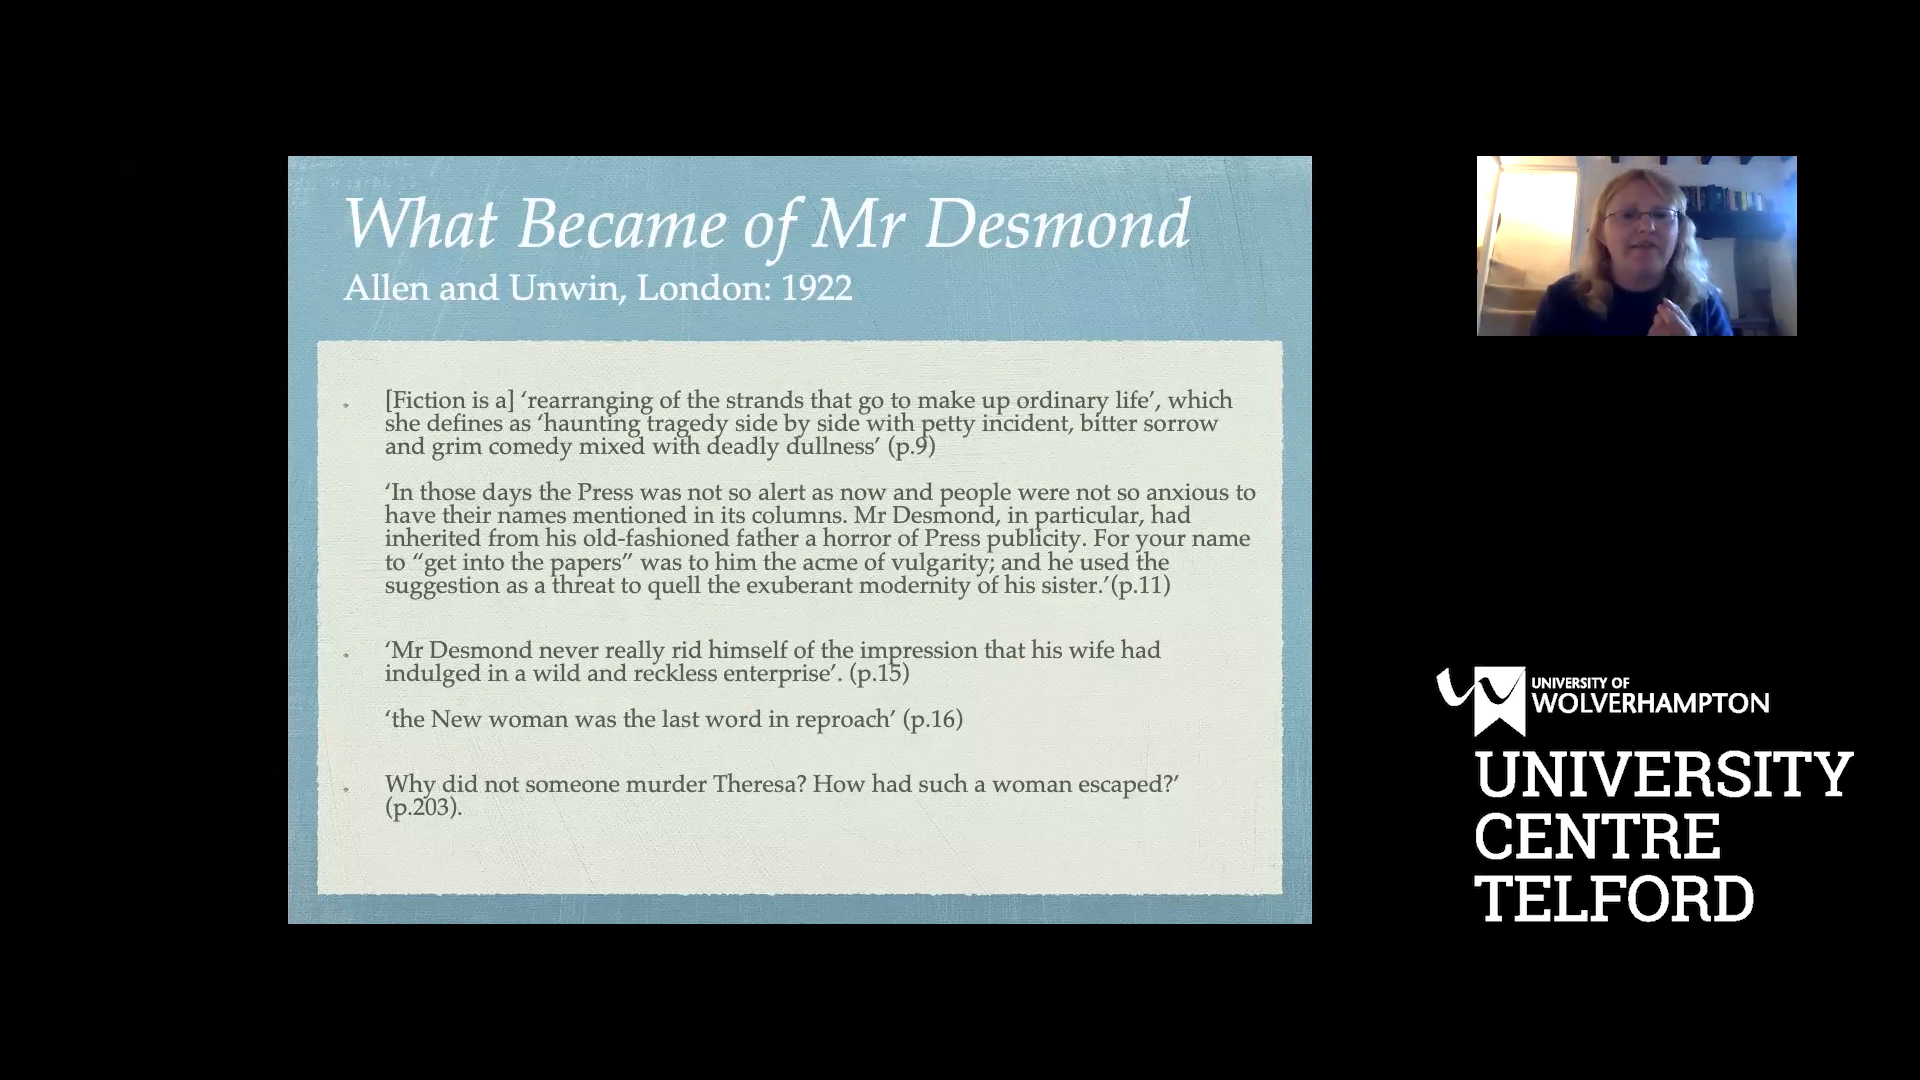 What Became of Mr Desmond
Allen and Unwin, London: 1922
[Fiction is a] ‘rearranging of the strands that go to make up ordinary life’, which
she defines as ‘haunting tragedy side by side with petty incident, bitter sorrow
and grim comedy mixed with deadly dullness’ (p.9)
‘In those days the Press was not so alert as now and people were not so anxious to
have their names mentioned in its columns. Mr Desmond, in particular, had
inherited from his old-fashioned father a horror of Press publicity. For your name
to “get into the papers” was to him the acme of vulgarity; and he used the
suggestion as a threat to quell the exuberant modernity of his sister.’(p.11)
‘Mr Desmond never really rid himself of the impression that his wife had
indulged in a wild and reckless enterprise’. (p.15)
‘the New woman was the last word in reproach’ (p.16)
Why did not someone murder Theresa? How had such a woman escaped?’
(p.203).
UNIVERSITY OF
WOLVERHAMPTON
UNIVERSITY
CENTRE
TELFORD